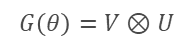 G(θ) = V ⊗ U